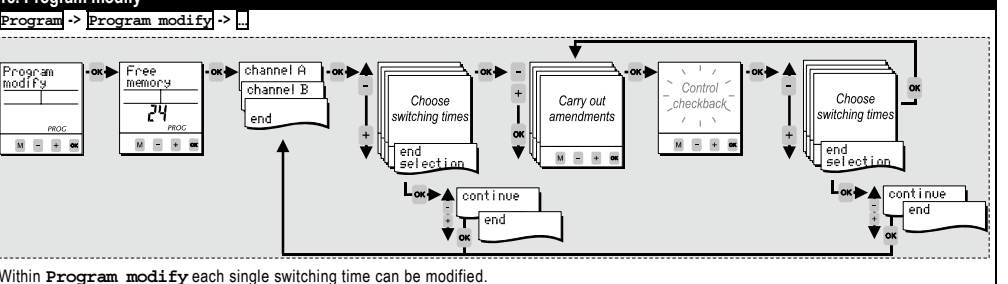 Program modify
Program -> Program modify -> ...
Program
modify
PROG
M - + OK
OK
Free
memory
24
PROG
M - + OK
OK
channel A
channel B
end
OK
-
+
Choose
switching times
end
selection
OK
continue
end
-
+
OK
OK
-
+
OK
Carry out
amendments
M - + OK
OK
Control
checkback
M - + OK
OK
-
+
Choose
switching times
end
selection
OK
OK
continue
end
-
+
OK
Within Program modify each single switching time can be modified.